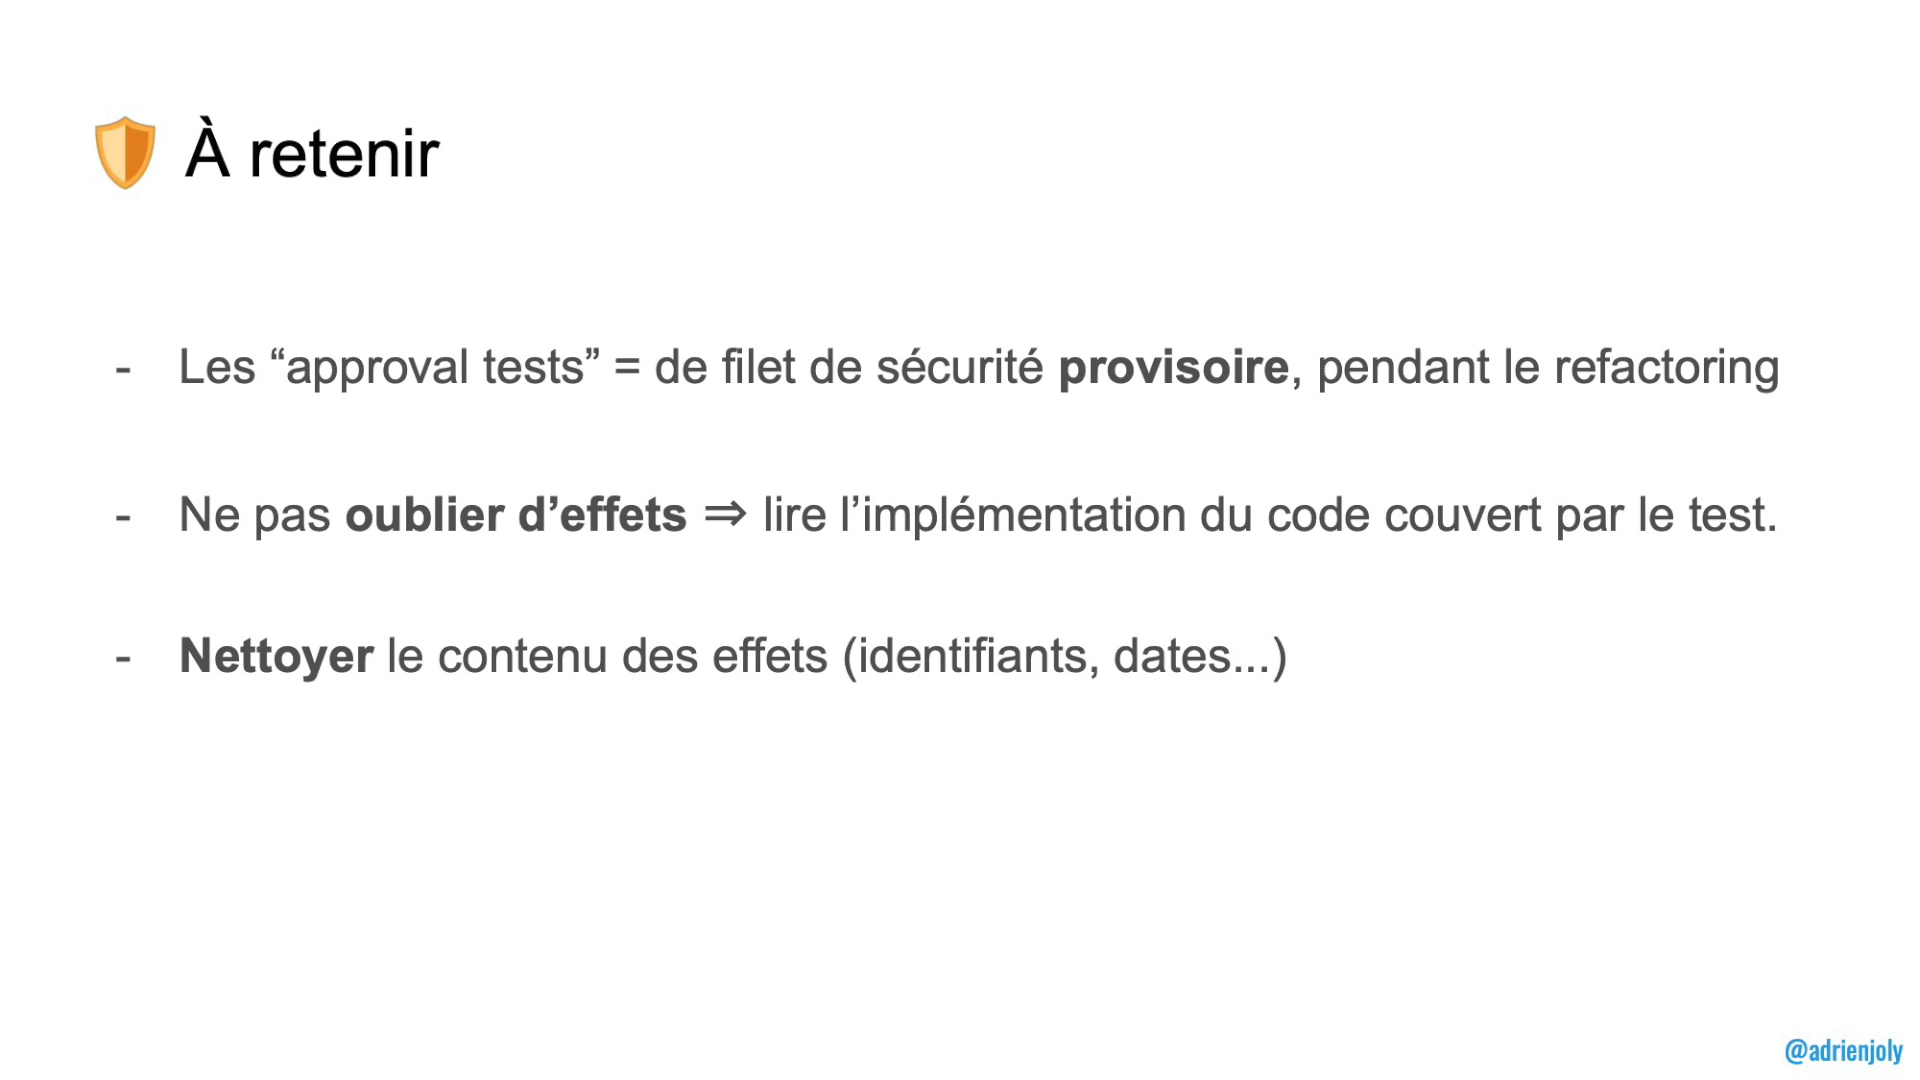 À retenir
- Les “approval tests” = de filet de sécurité provisoire, pendant le refactoring
- Ne pas oublier d’effets ⇒ lire l’implémentation du code couvert par le test.
- Nettoyer le contenu des effets (identifiants, dates...)
@adrienjoly